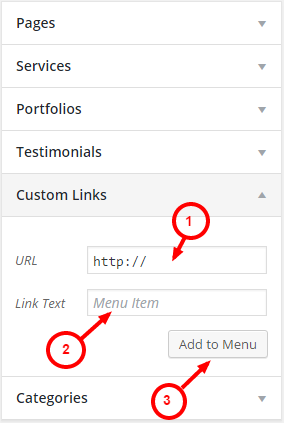 Pages
Services
Portfolios
Testimonials
Custom Links
1
URL http://
Link Text Menu Item
2
Add to Menu
3
Categories